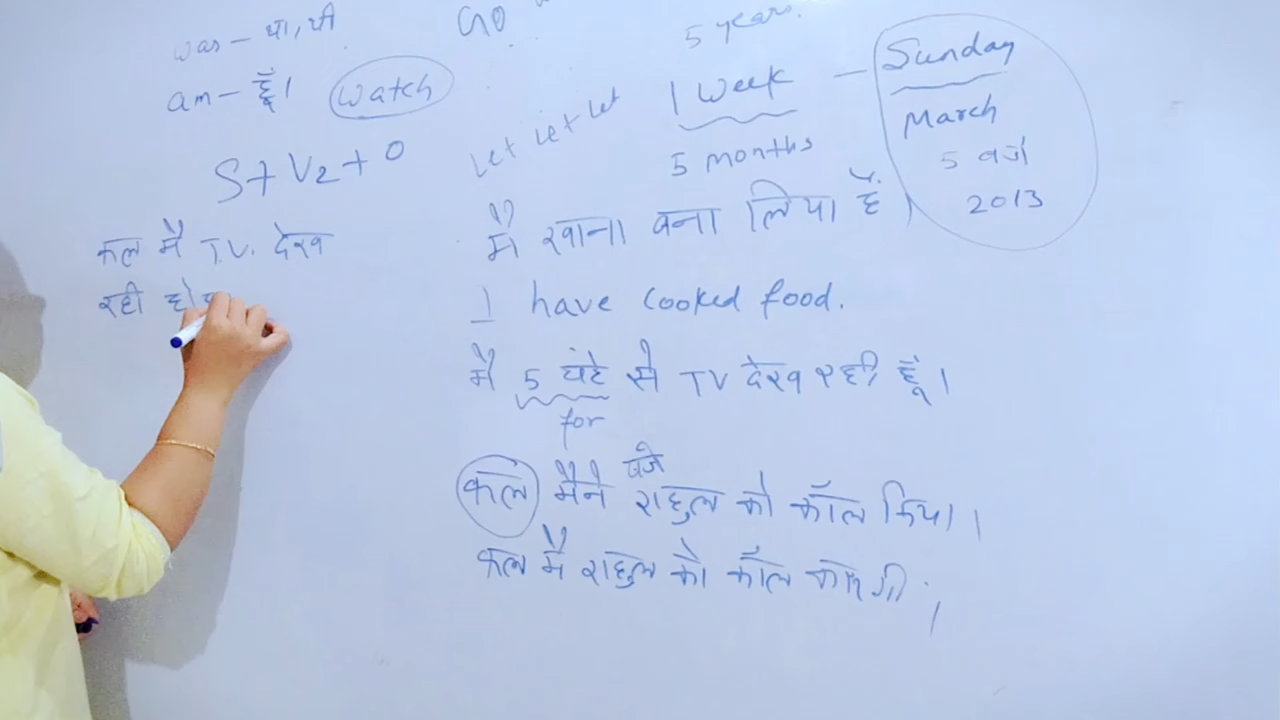 was – था, थी
am – हूँ।
Watch
S + V2 + O
कल मैं T.V. देख
रही
Go
Let Let Let
5 years.
1 Week – Sunday
5 months
March
5 बजे
2013
मैं खाना बना लिया है।
I have cooked food.
मैं 5 घंटे से TV देख रही हूँ।
for
कल मैंने राहुल को कॉल किया।
कल मैं राहुल को कॉल करूंगी।